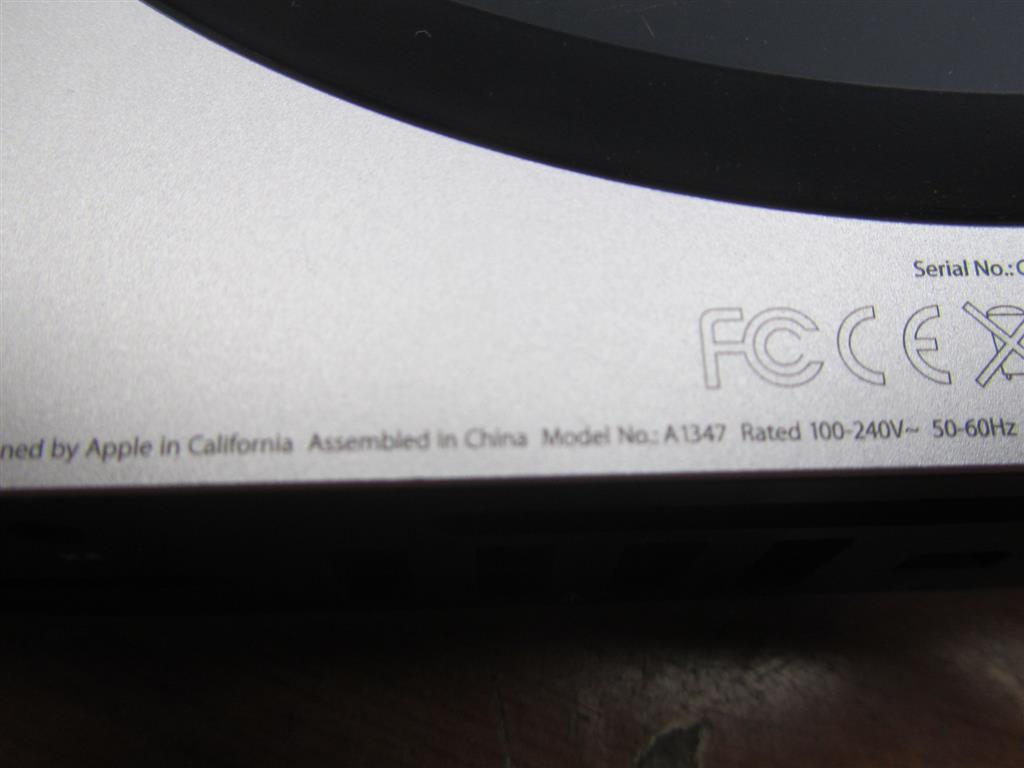 Serial No.:C
FC CE
ned by Apple in California Assembled in China Model No.: A1347 Rated 100-240V~ 50-60Hz